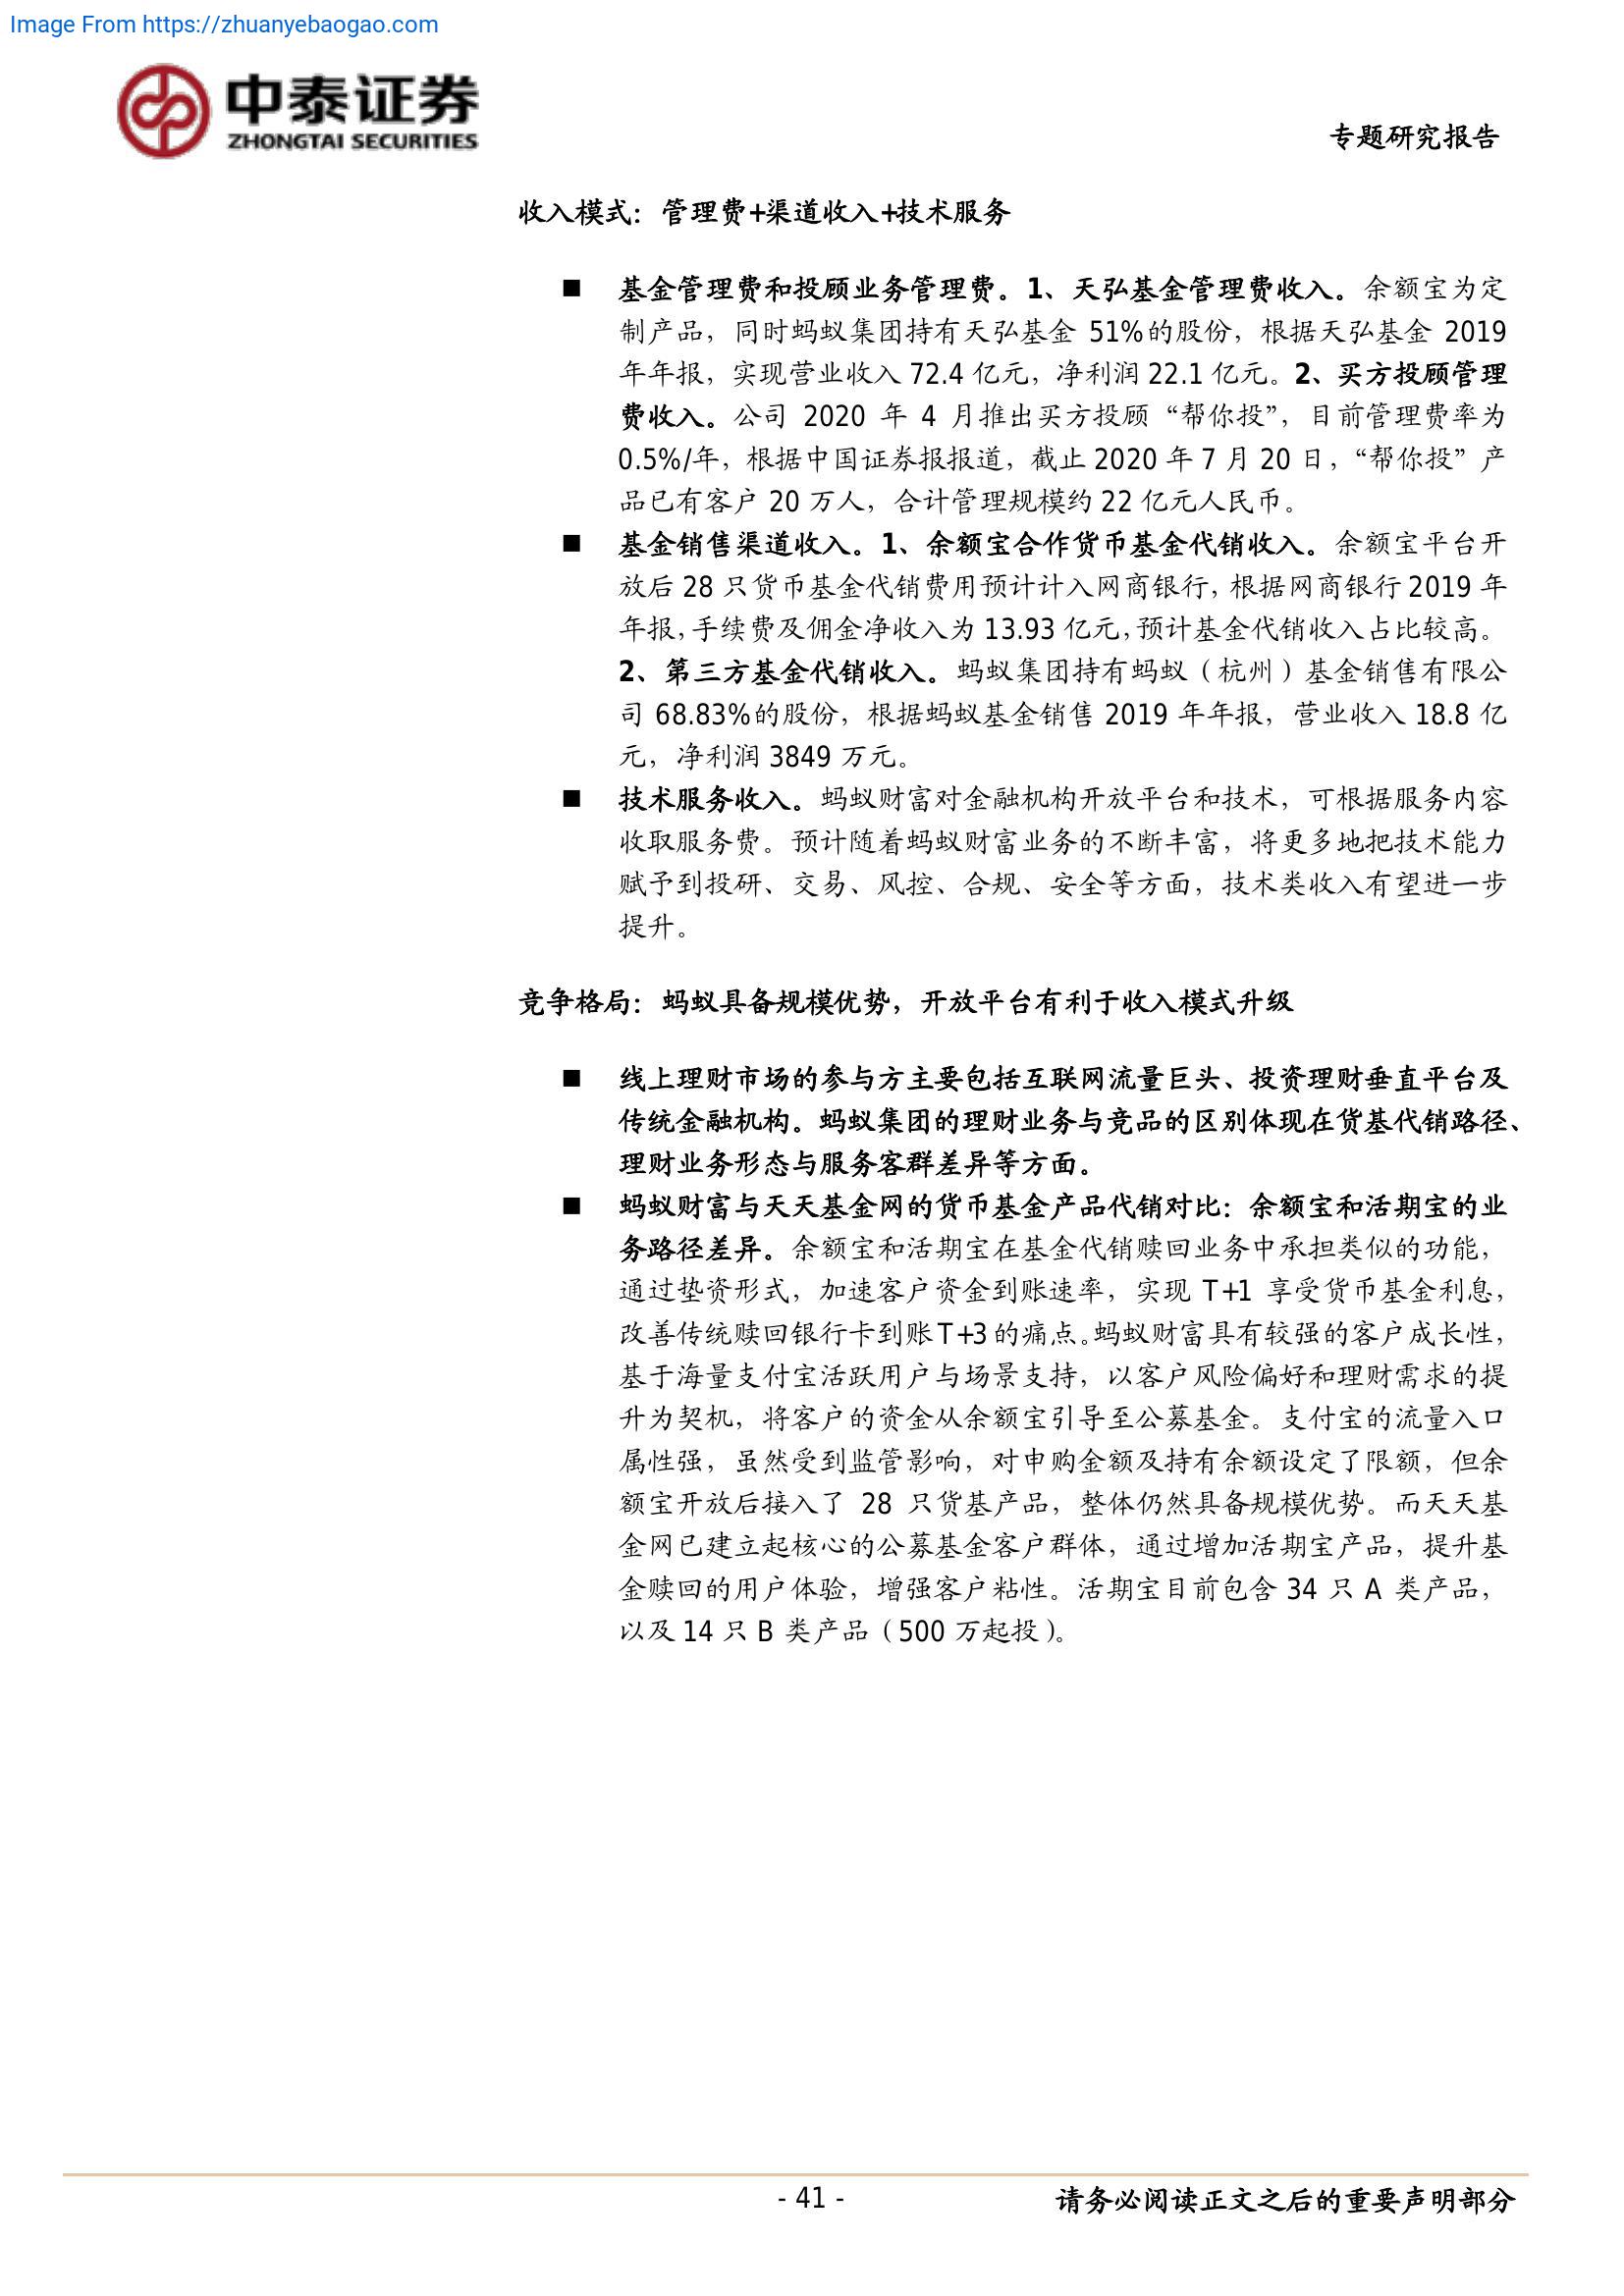 Image From https://zhuanyebaogao.com
中泰证券
ZHONGTAI SECURITIES
专题研究报告
收入模式：管理费+渠道收入+技术服务
■ 基金管理费和投顾业务管理费。1、天弘基金管理费收入。余额宝为定
制产品，同时蚂蚁集团持有天弘基金 51%的股份，根据天弘基金 2019
年年报，实现营业收入 72.4 亿元，净利润 22.1 亿元。2、买方投顾管理
费收入。公司 2020 年 4 月推出买方投顾“帮你投”，目前管理费率为
0.5%/年，根据中国证券报报道，截止 2020 年 7 月 20 日，“帮你投”产
品已有客户 20 万人，合计管理规模约 22 亿元人民币。
■ 基金销售渠道收入。1、余额宝合作货币基金代销收入。余额宝平台开
放后 28 只货币基金代销费用预计计入网商银行，根据网商银行 2019 年
年报，手续费及佣金净收入为 13.93 亿元，预计基金代销收入占比较高。
2、第三方基金代销收入。蚂蚁集团持有蚂蚁（杭州）基金销售有限公
司 68.83%的股份，根据蚂蚁基金销售 2019 年年报，营业收入 18.8 亿
元，净利润 3849 万元。
■ 技术服务收入。蚂蚁财富对金融机构开放平台和技术，可根据服务内容
收取服务费。预计随着蚂蚁财富业务的不断丰富，将更多地把技术能力
赋予到投研、交易、风控、合规、安全等方面，技术类收入有望进一步
提升。
竞争格局：蚂蚁具备规模优势，开放平台有利于收入模式升级
■ 线上理财市场的参与方主要包括互联网流量巨头、投资理财垂直平台及
传统金融机构。蚂蚁集团的理财业务与竞品的区别体现在货基代销路径、
理财业务形态与服务客群差异等方面。
■ 蚂蚁财富与天天基金网的货币基金产品代销对比：余额宝和活期宝的业
务路径差异。余额宝和活期宝在基金代销赎回业务中承担类似的功能，
通过垫资形式，加速客户资金到账速率，实现 T+1 享受货币基金利息，
改善传统赎回银行卡到账 T+3 的痛点。蚂蚁财富具有较强的客户成长性，
基于海量支付宝活跃用户与场景支持，以客户风险偏好和理财需求的提
升为契机，将客户的资金从余额宝引导至公募基金。支付宝的流量入口
属性强，虽然受到监管影响，对申购金额及持有余额设定了限额，但余
额宝开放后接入了 28 只货基产品，整体仍然具备规模优势。而天天基
金网已建立起核心的公募基金客户群体，通过增加活期宝产品，提升基
金赎回的用户体验，增强客户粘性。活期宝目前包含 34 只 A 类产品，
以及 14 只 B 类产品（500 万起投）。
- 41 -
请务必阅读正文之后的重要声明部分